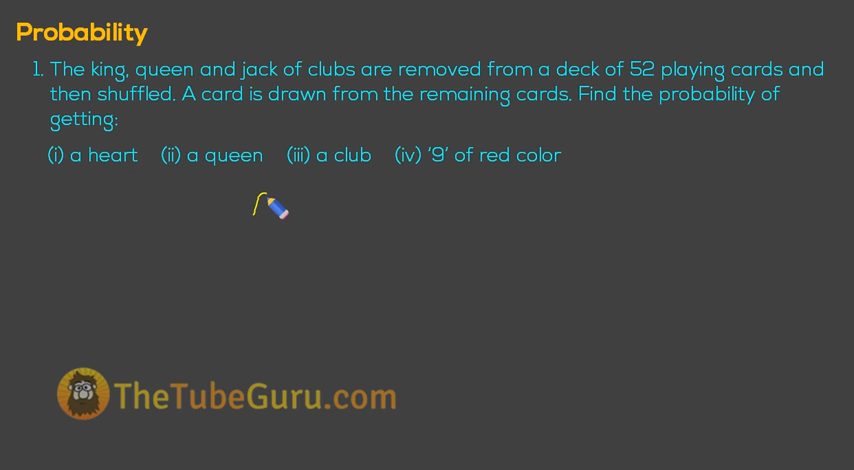 Probability
1. The king, queen and jack of clubs are removed from a deck of 52 playing cards and
then shuffled. A card is drawn from the remaining cards. Find the probability of
getting:
(i) a heart (ii) a queen (iii) a club (iv) '9' of red color
TheTubeGuru.com